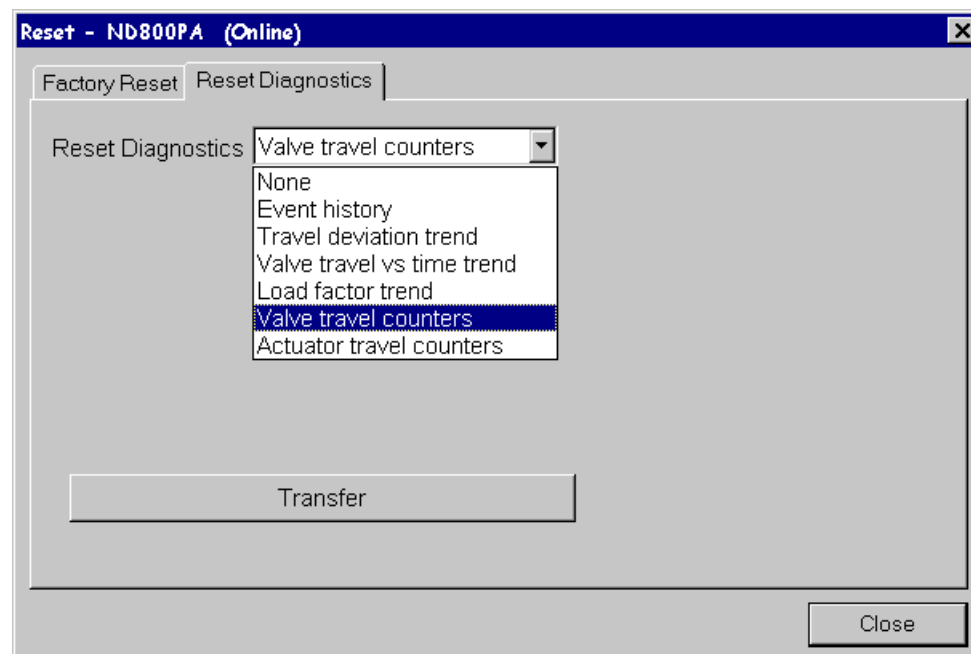 Reset - ND800PA (Online)
Factory Reset
Reset Diagnostics
Reset Diagnostics
Valve travel counters
None
Event history
Travel deviation trend
Valve travel vs time trend
Load factor trend
Valve travel counters
Actuator travel counters
Transfer
Close